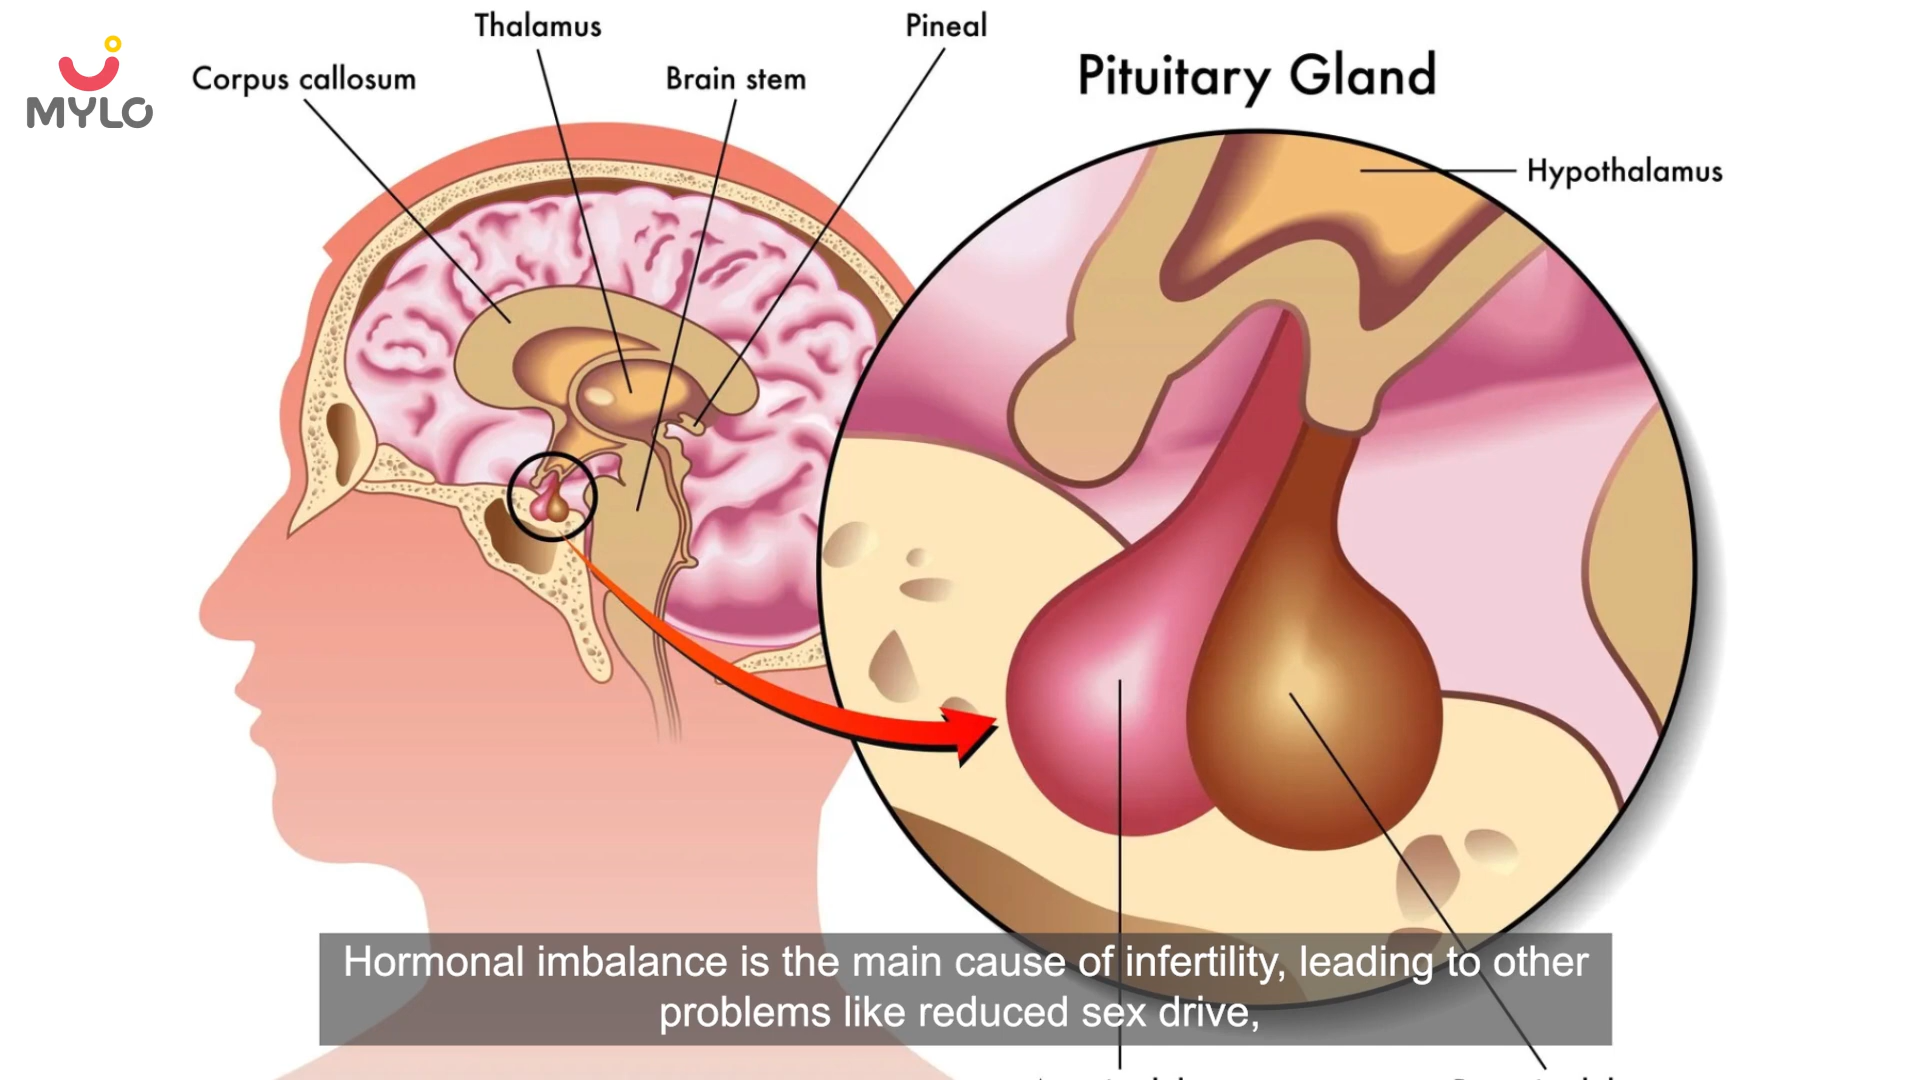 Thalamus
Pineal
MYLO
Corpus callosum
Brain stem
Pituitary Gland
Hypothalamus
Hormonal imbalance is the main cause of infertility, leading to other
problems like reduced sex drive,